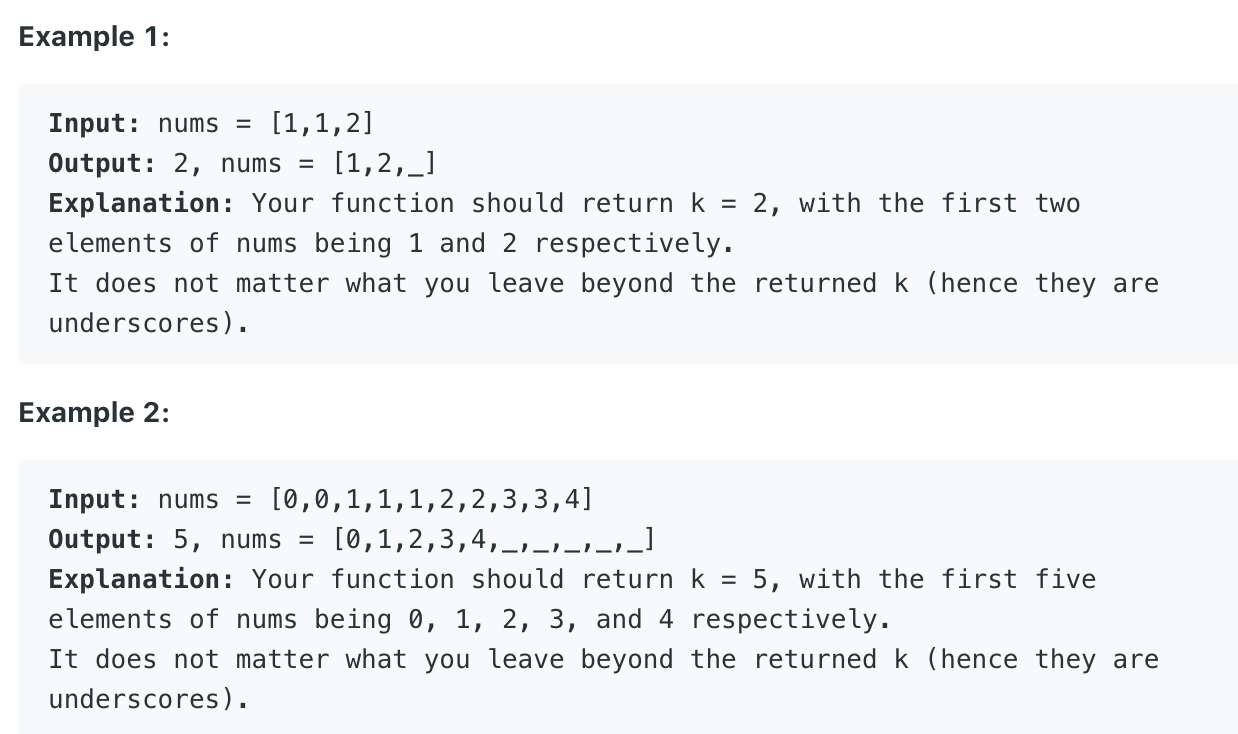 Example 1:
Input: nums = [1,1,2]
Output: 2, nums = [1,2,_]
Explanation: Your function should return k = 2, with the first two
elements of nums being 1 and 2 respectively.
It does not matter what you leave beyond the returned k (hence they are
underscores).
Example 2:
Input: nums = [0,0,1,1,1,2,2,3,3,4]
Output: 5, nums = [0,1,2,3,4,_,_,_,_,_]
Explanation: Your function should return k = 5, with the first five
elements of nums being 0, 1, 2, 3, and 4 respectively.
It does not matter what you leave beyond the returned k (hence they are
underscores).